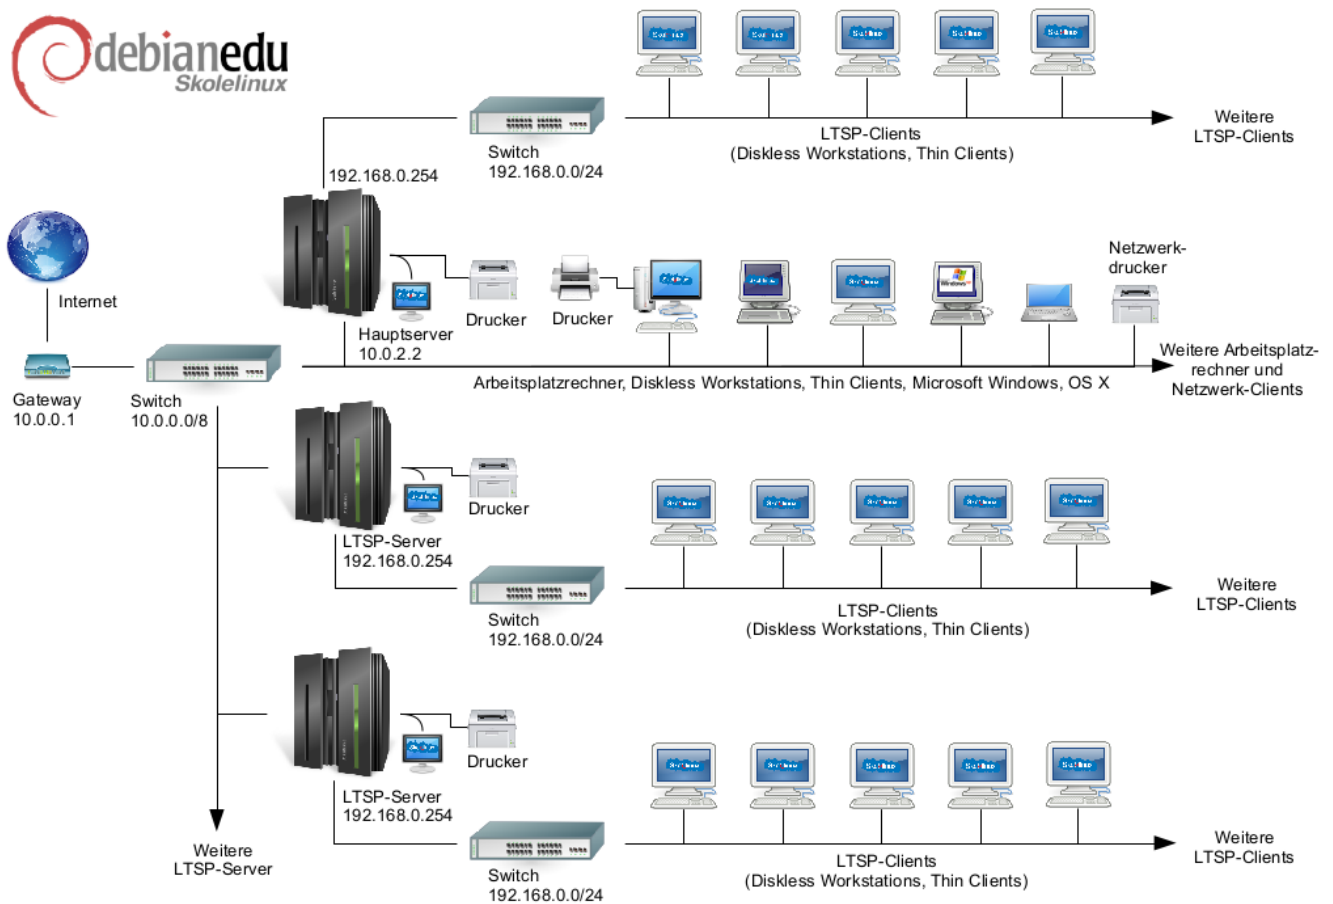 debianedu
Skolelinux
Switch
192.168.0.0/24
LTSP-Clients
(Diskless Workstations, Thin Clients)
Weitere
LTSP-Clients
192.168.0.254
Internet
Hauptserver
10.0.2.2
Drucker
Drucker
Windows
Netzwerk-
drucker
Gateway
10.0.0.1
Switch
10.0.0.0/8
Arbeitsplatzrechner, Diskless Workstations, Thin Clients, Microsoft Windows, OS X
Weitere Arbeitsplatz-
rechner und
Netzwerk-Clients
Drucker
LTSP-Server
192.168.0.254
Switch
192.168.0.0/24
LTSP-Clients
(Diskless Workstations, Thin Clients)
Weitere
LTSP-Clients
Drucker
LTSP-Server
192.168.0.254
Weitere
LTSP-Server
Switch
192.168.0.0/24
LTSP-Clients
(Diskless Workstations, Thin Clients)
Weitere
LTSP-Clients